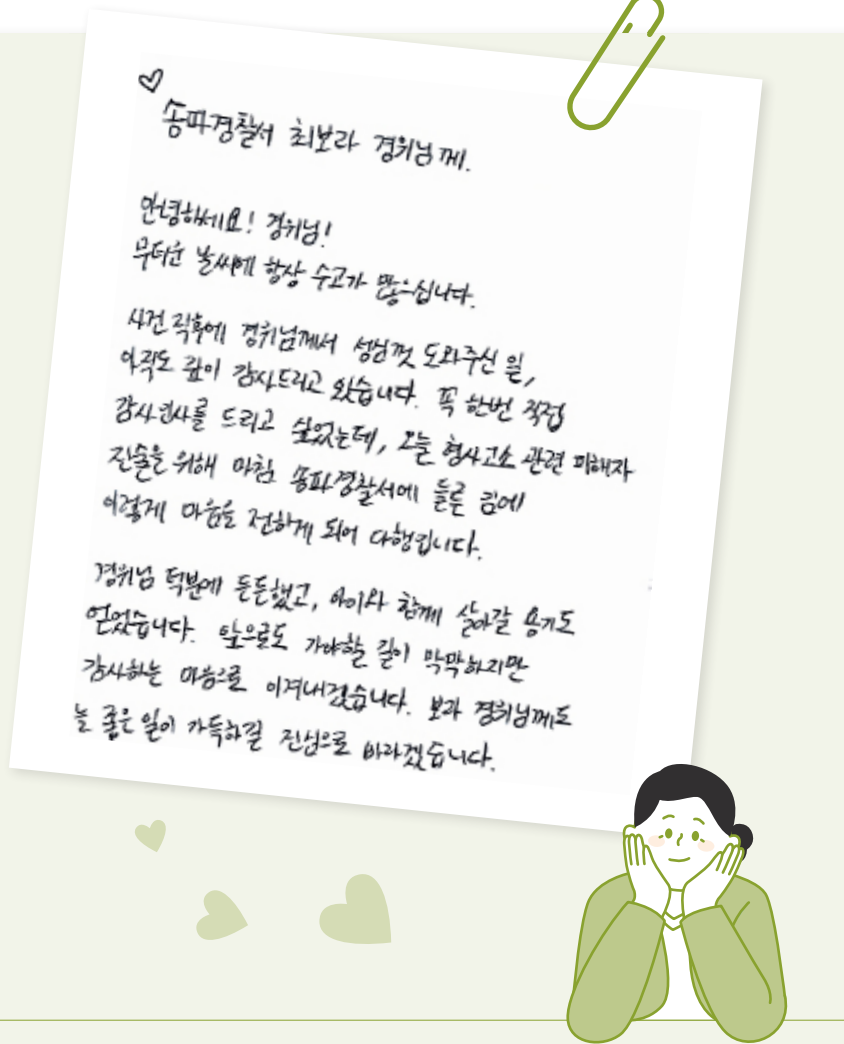 ♡
송파경찰서 최보라 경위님께.
안녕하세요! 경위님!
무더운 날씨에 항상 수고가 많으십니다.
사건 직후에 경위님께서 성심껏 도와주신 일,
아직도 깊이 감사드리고 있습니다. 꼭 한번 직접
감사인사를 드리고 싶었는데, 오늘 형사고소 관련 피해자
진술을 위해 마침 송파경찰서에 들른 김에
이렇게 마음을 전하게 되어 다행입니다.
경위님 덕분에 든든했고, 아이와 함께 살아갈 용기도
얻었습니다. 앞으로도 가야할 길이 막막하지만
감사하는 마음으로 이겨내겠습니다. 보라 경위님께도
늘 좋은 일이 가득하길 진심으로 바라겠습니다.